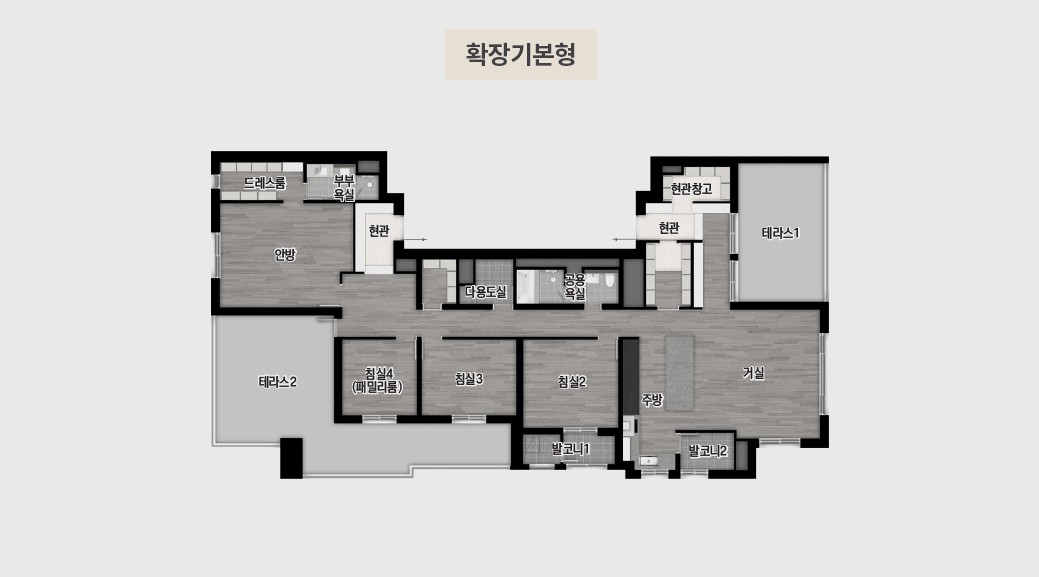 확장기본형
드레스룸
부부
욕실
현관창고
현관
현관
테라스1
안방
다용도실
공용
욕실
테라스2
침실4
(패밀리룸)
침실3
침실2
거실
주방
발코니1
발코니2